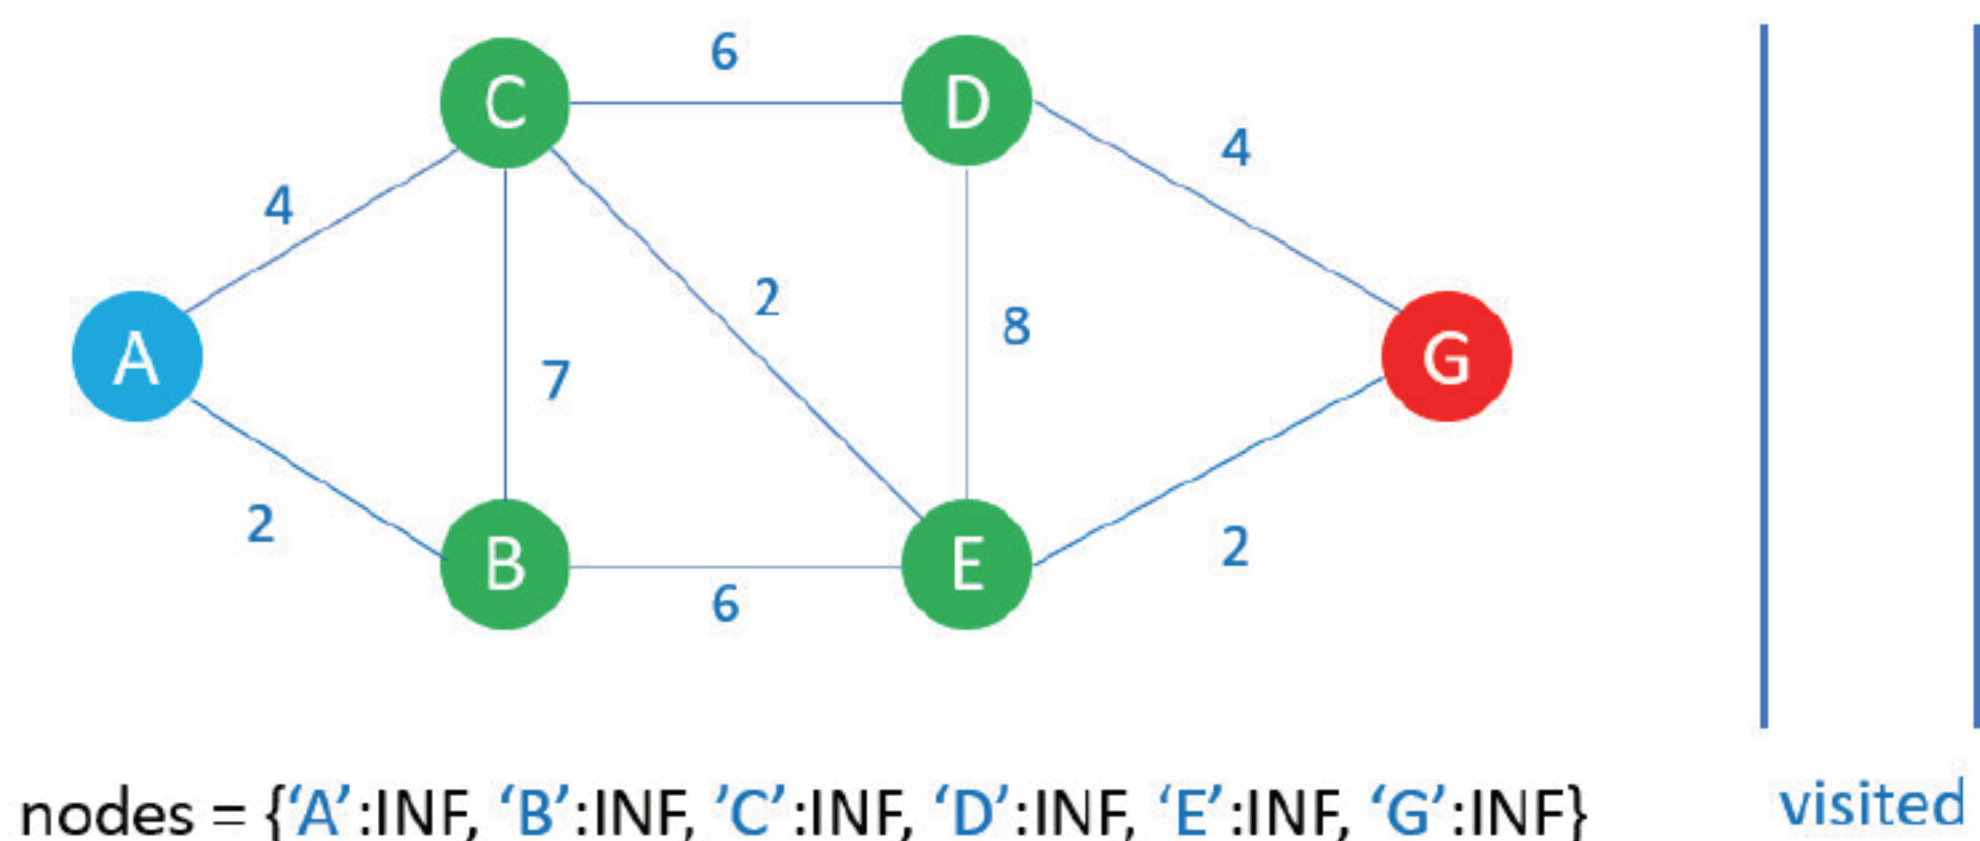 6
C
D
4
4
2
8
A
7
G
2
B
E
2
6
nodes = {‘A’:INF, ‘B’:INF, ’C’:INF, ‘D’:INF, ‘E’:INF, ‘G’:INF}
visited